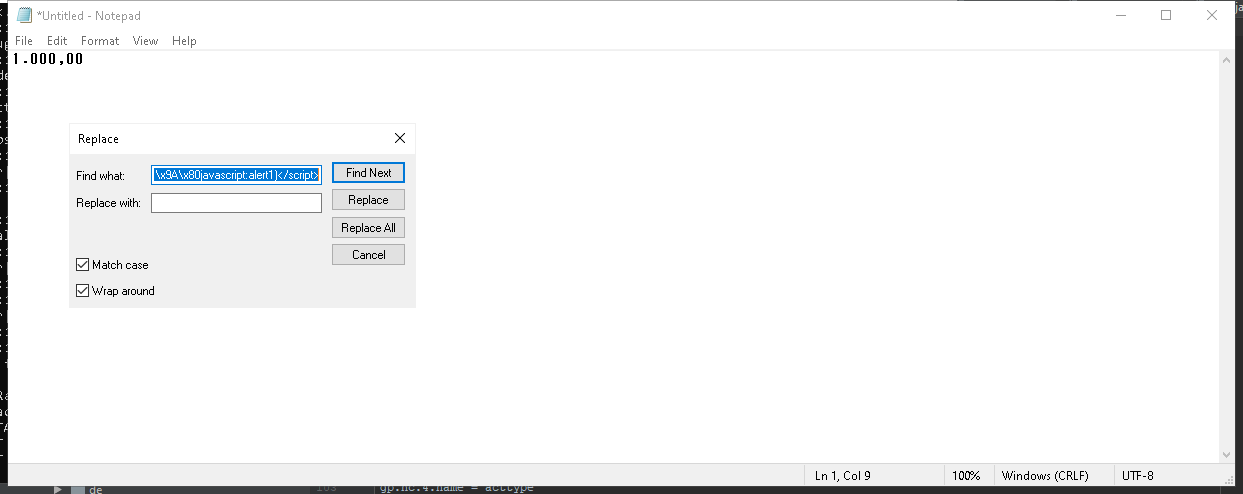 *Untitled - Notepad
File Edit Format View Help
1.000,00
Replace
Find what: \x9A\x80javascript:alert1)</script>
Find Next
Replace with:
Replace
Replace All
Cancel
Match case
Wrap around
Ln 1, Col 9 100% Windows (CRLF) UTF-8
de
gp.nc.4.name = acttype